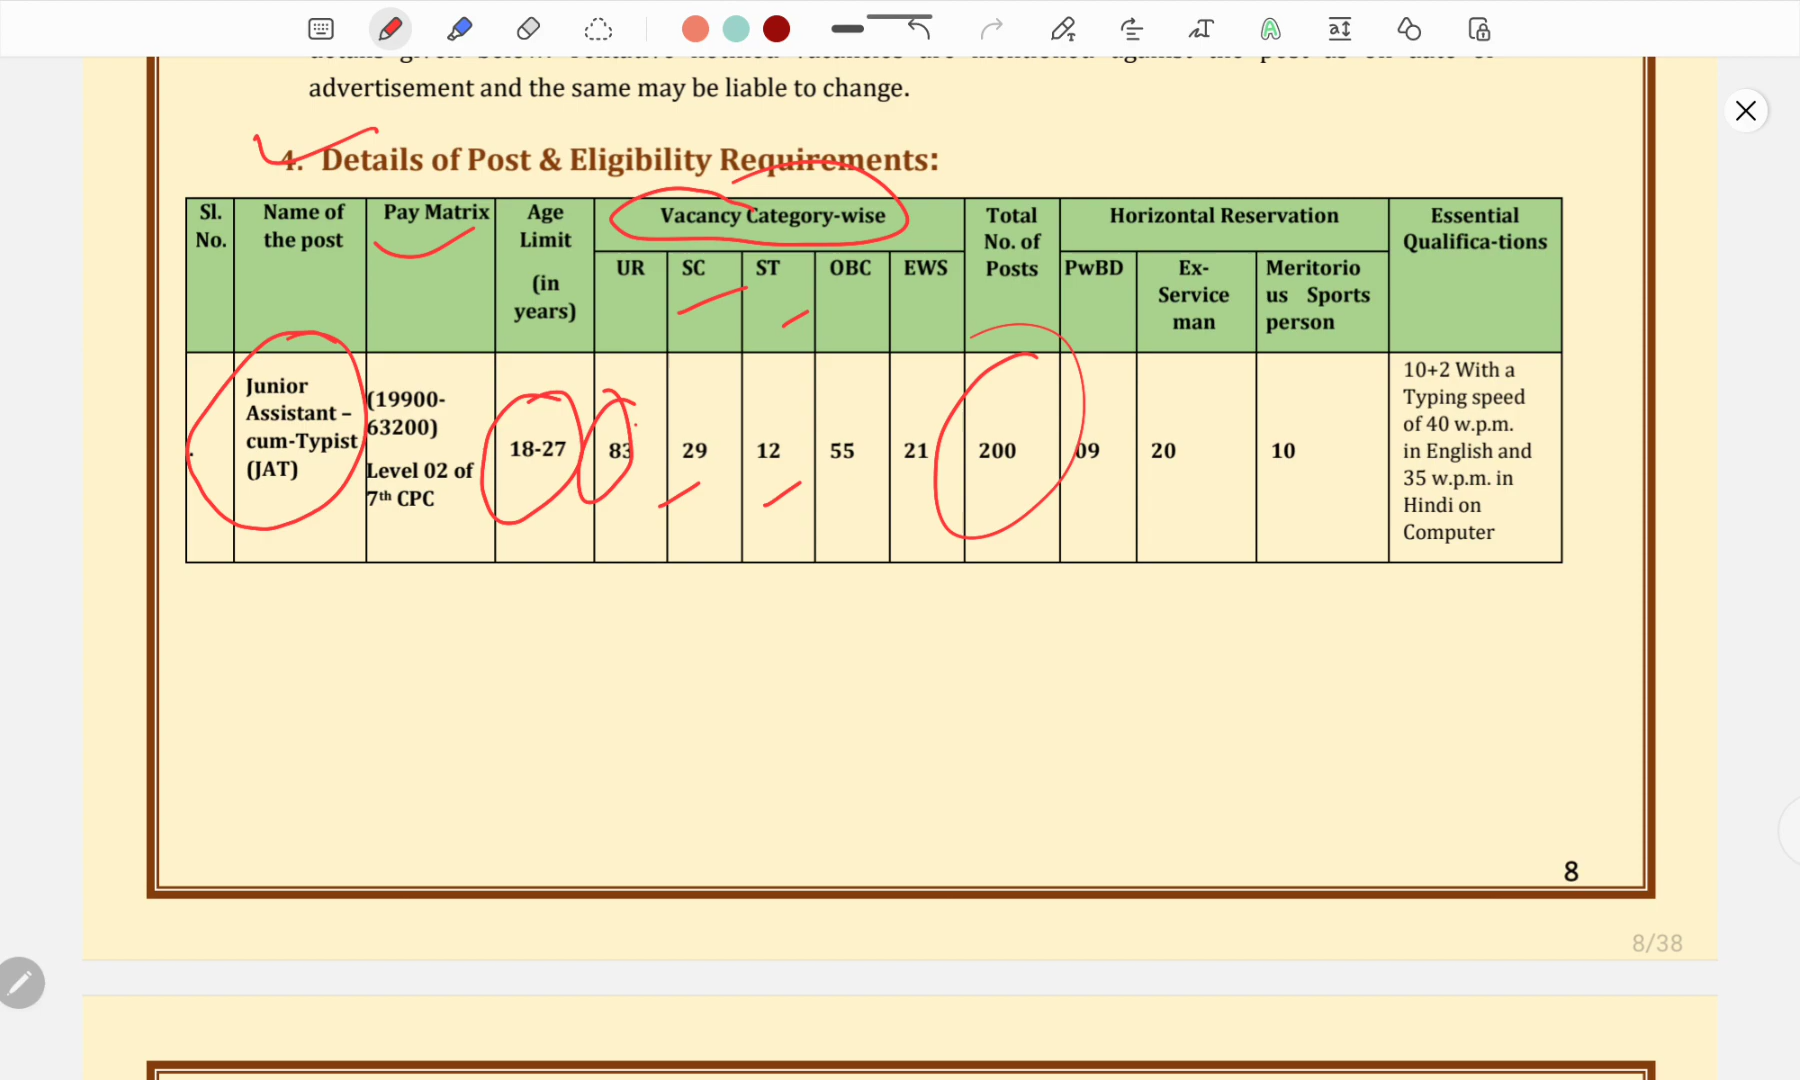 advertisement and the same may be liable to change.
4. Details of Post & Eligibility Requirements:
Sl. No.
Name of the post
Pay Matrix
Age Limit (in years)
Vacancy Category-wise
UR
SC
ST
OBC
EWS
Total No. of Posts
Horizontal Reservation
PwBD
Ex-Service man
Meritorio us Sports person
Essential Qualifica-tions
Junior
Assistant –
cum-Typist
(JAT)
(19900-
63200)
Level 02 of
7th CPC
18-27
83
29
12
55
21
200
09
20
10
10+2 With a
Typing speed
of 40 w.p.m.
in English and
35 w.p.m. in
Hindi on
Computer
8
8/38